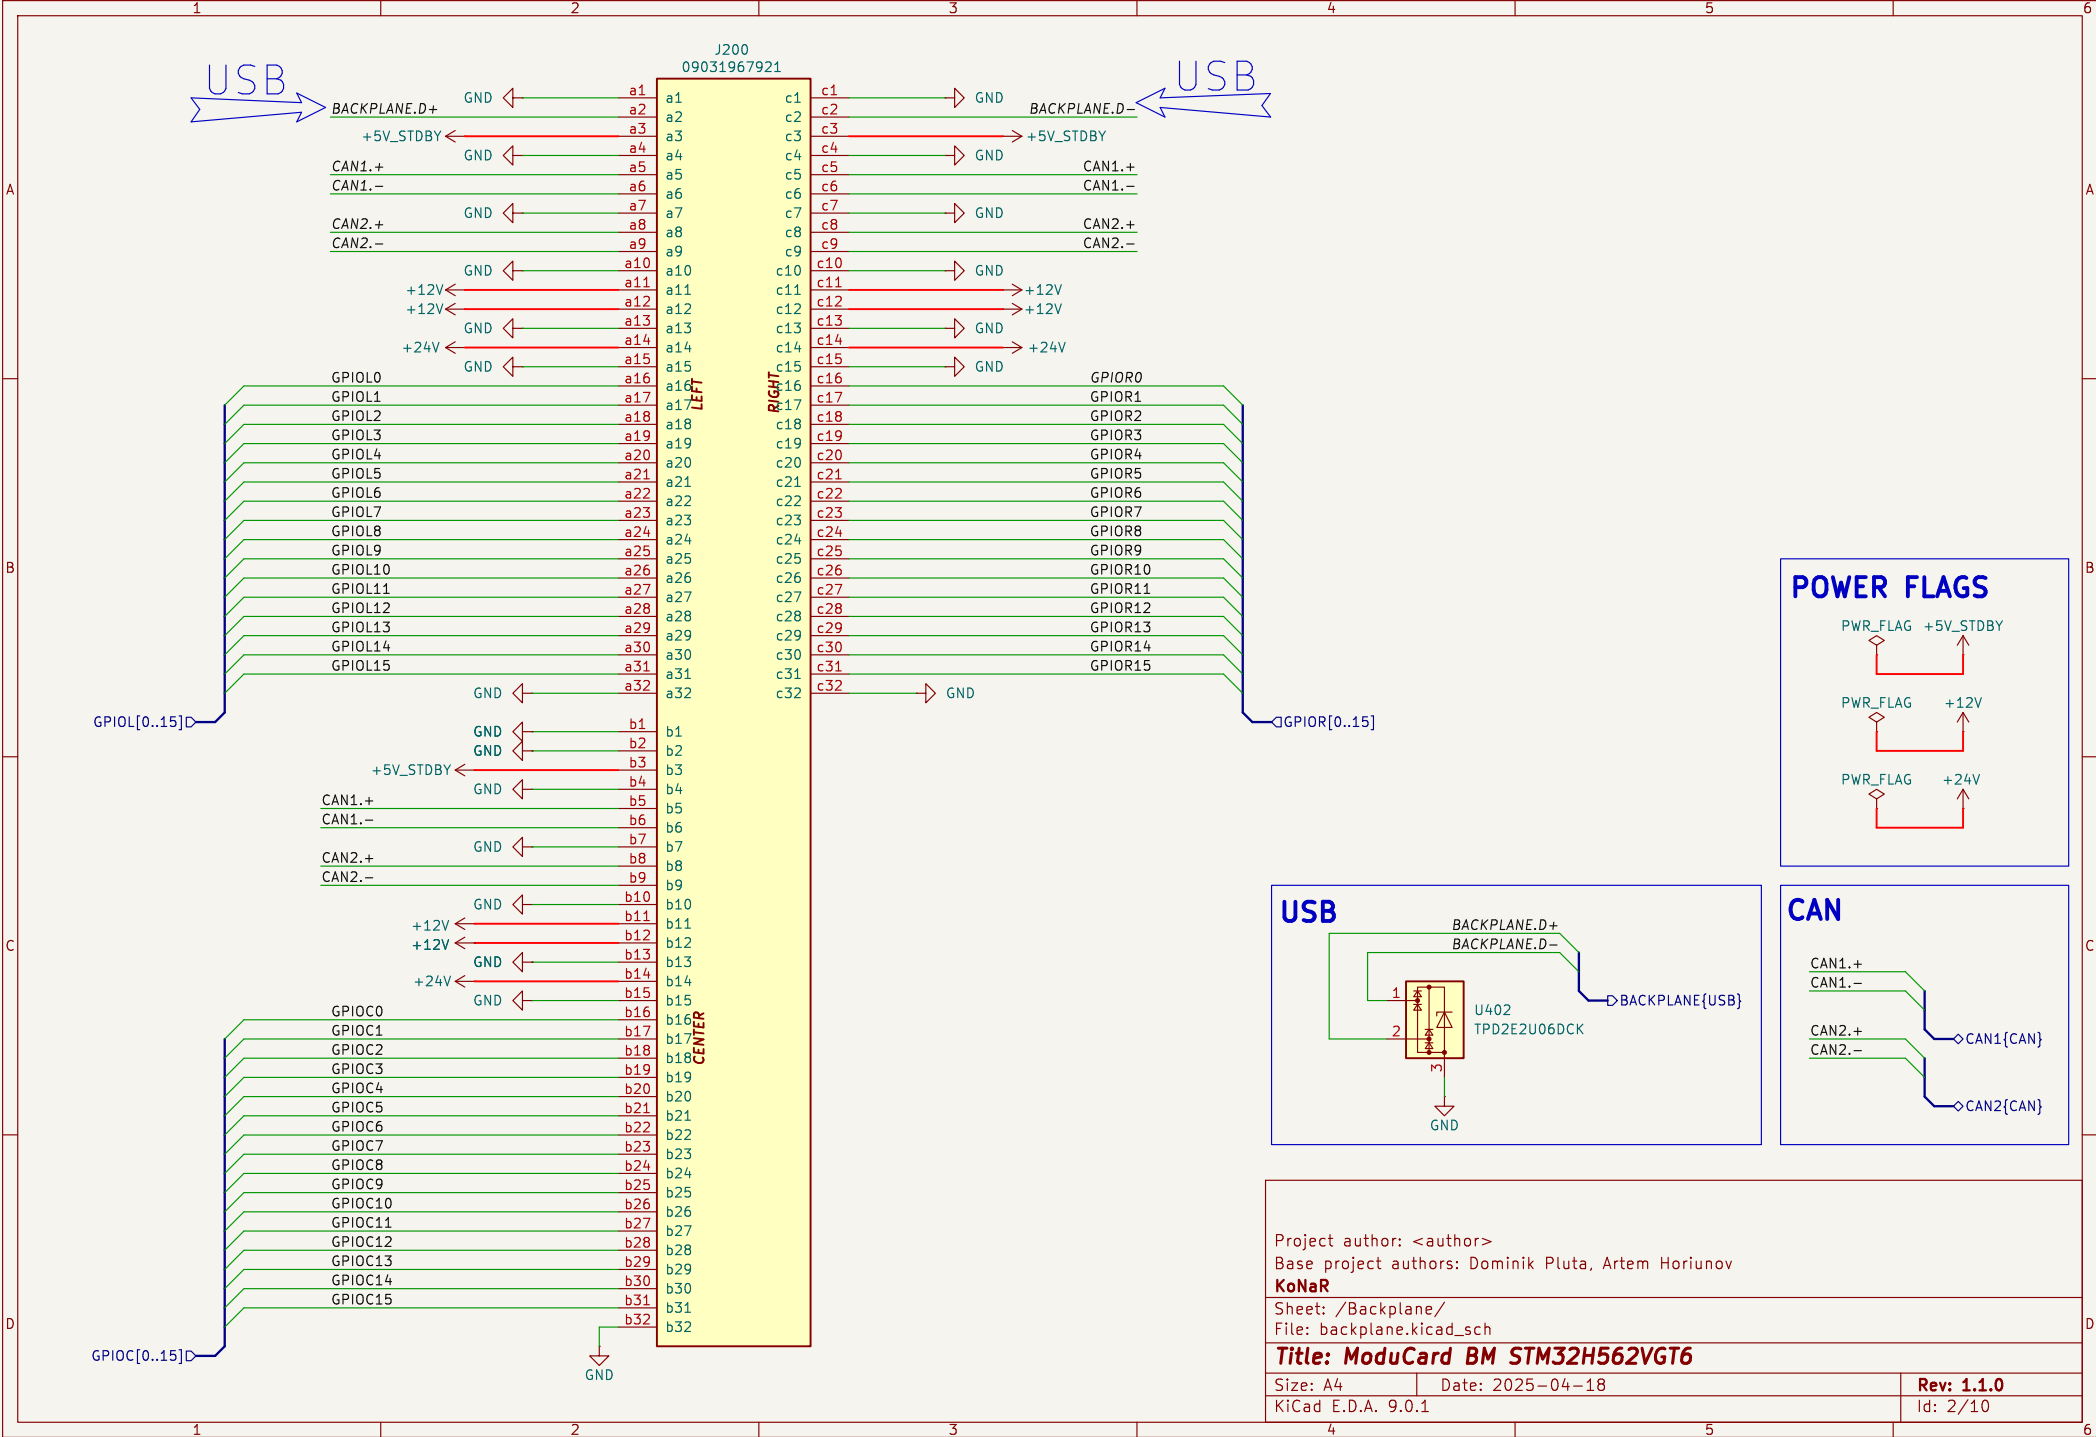 1 2 3 4 5 6
J200
09031967921
USB
USB
GND a1 a1 c1 c1 GND
BACKPLANE.D+ a2 a2 c2 c2 BACKPLANE.D-
+5V_STDBY a3 a3 c3 c3 +5V_STDBY
GND a4 a4 c4 c4 GND
CAN1.+ a5 a5 c5 c5 CAN1.+
CAN1.- a6 a6 c6 c6 CAN1.-
A A
GND a7 a7 c7 c7 GND
CAN2.+ a8 a8 c8 c8 CAN2.+
CAN2.- a9 a9 c9 c9 CAN2.-
GND a10 a10 c10 c10 GND
+12V a11 a11 c11 c11 +12V
+12V a12 a12 c12 c12 +12V
GND a13 a13 c13 c13 GND
+24V a14 a14 c14 c14 +24V
GND a15 a15 c15 c15 GND
GPIOL0 a16 a16 c16 c16 GPIOR0
LEFT RIGHT
GPIOL1 a17 a17 c17 c17 GPIOR1
GPIOL2 a18 a18 c18 c18 GPIOR2
GPIOL3 a19 a19 c19 c19 GPIOR3
GPIOL4 a20 a20 c20 c20 GPIOR4
GPIOL5 a21 a21 c21 c21 GPIOR5
GPIOL6 a22 a22 c22 c22 GPIOR6
GPIOL7 a23 a23 c23 c23 GPIOR7
GPIOL8 a24 a24 c24 c24 GPIOR8
GPIOL9 a25 a25 c25 c25 GPIOR9
B B
GPIOL10 a26 a26 c26 c26 GPIOR10
GPIOL11 a27 a27 c27 c27 GPIOR11
GPIOL12 a28 a28 c28 c28 GPIOR12
GPIOL13 a29 a29 c29 c29 GPIOR13
GPIOL14 a30 a30 c30 c30 GPIOR14
GPIOL15 a31 a31 c31 c31 GPIOR15
GND a32 a32 c32 c32 GND
GPIOL[0..15] GPIOR[0..15]
GND b1 b1
GND b2 b2
+5V_STDBY b3 b3
GND b4 b4
CAN1.+ b5 b5
CAN1.- b6 b6
GND b7 b7
CAN2.+ b8 b8
CAN2.- b9 b9
GND b10 b10
+12V b11 b11
+12V b12 b12
C C
GND b13 b13
+24V b14 b14
GND b15 b15
GPIOC0 b16 b16
CENTER
GPIOC1 b17 b17
GPIOC2 b18 b18
GPIOC3 b19 b19
GPIOC4 b20 b20
GPIOC5 b21 b21
GPIOC6 b22 b22
GPIOC7 b23 b23
GPIOC8 b24 b24
GPIOC9 b25 b25
GPIOC10 b26 b26
GPIOC11 b27 b27
GPIOC12 b28 b28
GPIOC13 b29 b29
GPIOC14 b30 b30
GPIOC15 b31 b31
b32 b32
D D
GPIOC[0..15]
GND
POWER FLAGS
PWR_FLAG +5V_STDBY
PWR_FLAG +12V
PWR_FLAG +24V
USB
BACKPLANE.D+
BACKPLANE.D-
1
2
3
U402
TPD2E2U06DCK
BACKPLANE{USB}
GND
CAN
CAN1.+
CAN1.-
CAN2.+
CAN2.-
CAN1{CAN}
CAN2{CAN}
Project author: <author>
Base project authors: Dominik Pluta, Artem Horiunov
KoNaR
Sheet: /Backplane/
File: backplane.kicad_sch
Title: ModuCard BM STM32H562VGT6
Size: A4 Date: 2025-04-18 Rev: 1.1.0
KiCad E.D.A. 9.0.1 Id: 2/10
1 2 3 4 5 6